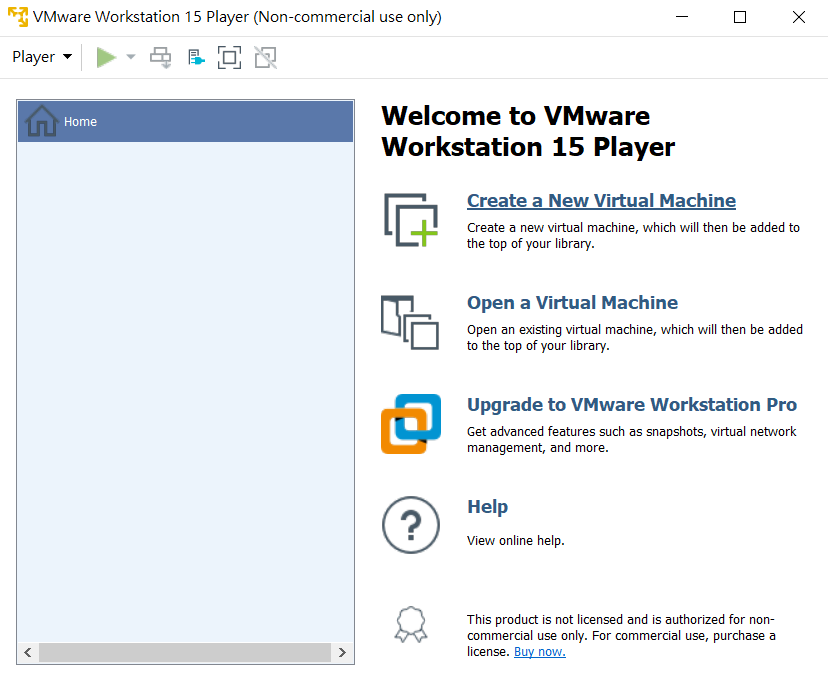 VMware Workstation 15 Player (Non-commercial use only)
Player
Home
Welcome to VMware
Workstation 15 Player
Create a New Virtual Machine
Create a new virtual machine, which will then be added to
the top of your library.
Open a Virtual Machine
Open an existing virtual machine, which will then be added
to the top of your library.
Upgrade to VMware Workstation Pro
Get advanced features such as snapshots, virtual network
management, and more.
Help
View online help.
This product is not licensed and is authorized for non-
commercial use only. For commercial use, purchase a
license. Buy now.